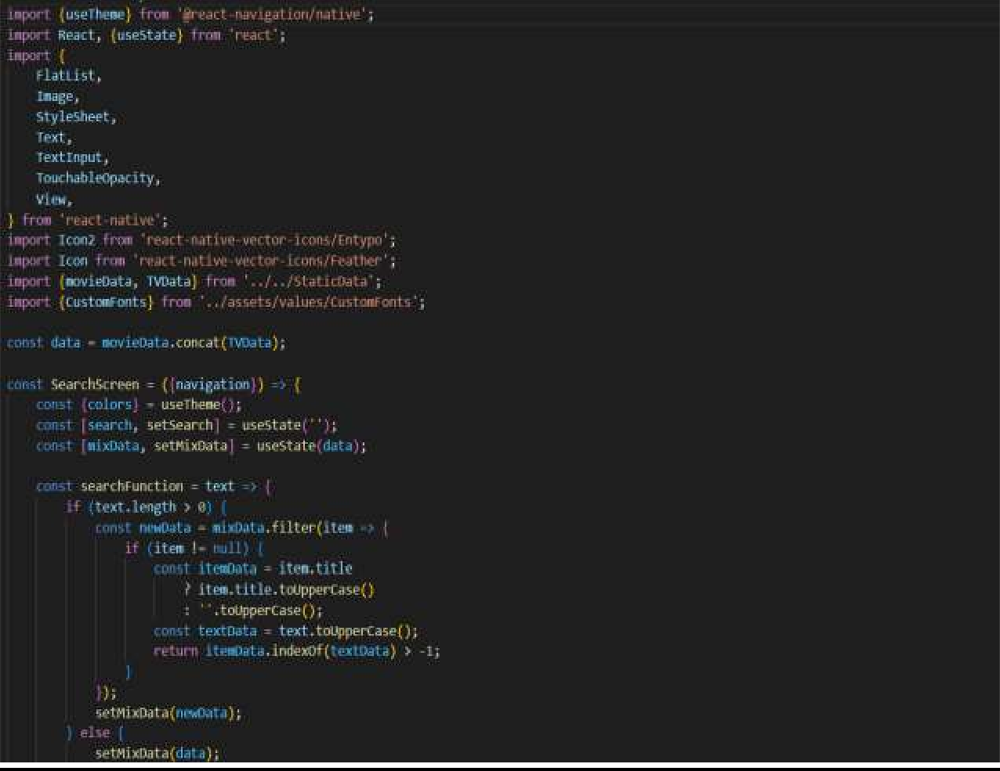 import {useTheme} from '@react-navigation/native';
import React, {useState} from 'react';
import {
FlatList,
Image,
StyleSheet,
Text,
TextInput,
TouchableOpacity,
View,
} from 'react-native';
import Icon2 from 'react-native-vector-icons/Entypo';
import Icon from 'react-native-vector-icons/Feather';
import {movieData, TVData} from '../../StaticData';
import {CustomFonts} from '../assets/values/CustomFonts';
const data = movieData.concat(TVData);
const SearchScreen = ({navigation}) => {
const {colors} = useTheme();
const [search, setSearch] = useState('');
const [mixData, setMixData] = useState(data);
const searchFunction = text => {
if (text.length > 0) {
const newData = mixData.filter(item => {
if (item != null) {
const itemData = item.title
? item.title.toUpperCase()
: ''.toUpperCase();
const textData = text.toUpperCase();
return itemData.indexOf(textData) > -1;
}
});
setMixData(newData);
} else {
setMixData(data);